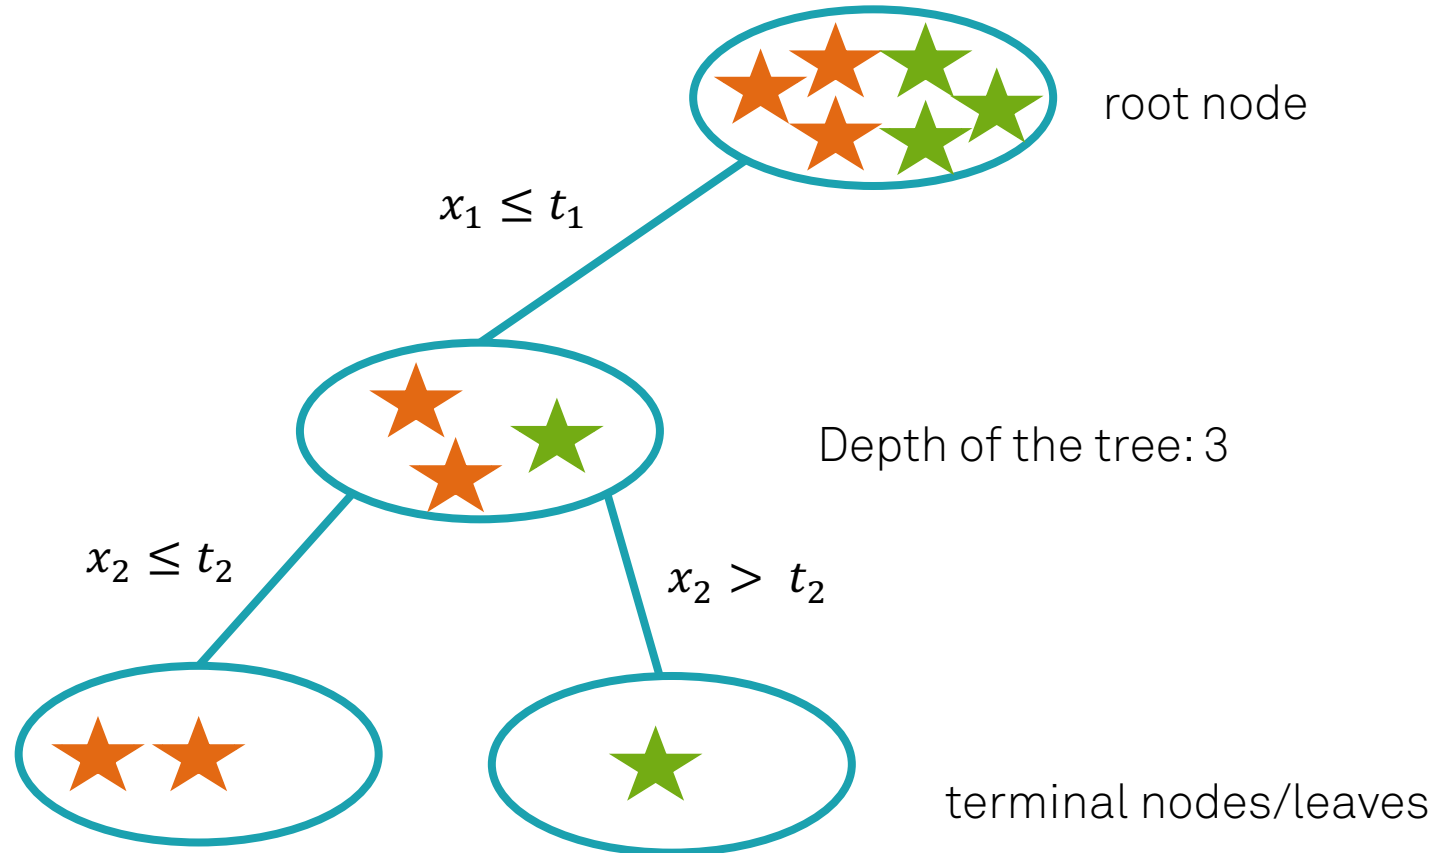 root node
x₁ ≤ t₁
Depth of the tree: 3
x₂ ≤ t₂
x₂ > t₂
terminal nodes/leaves